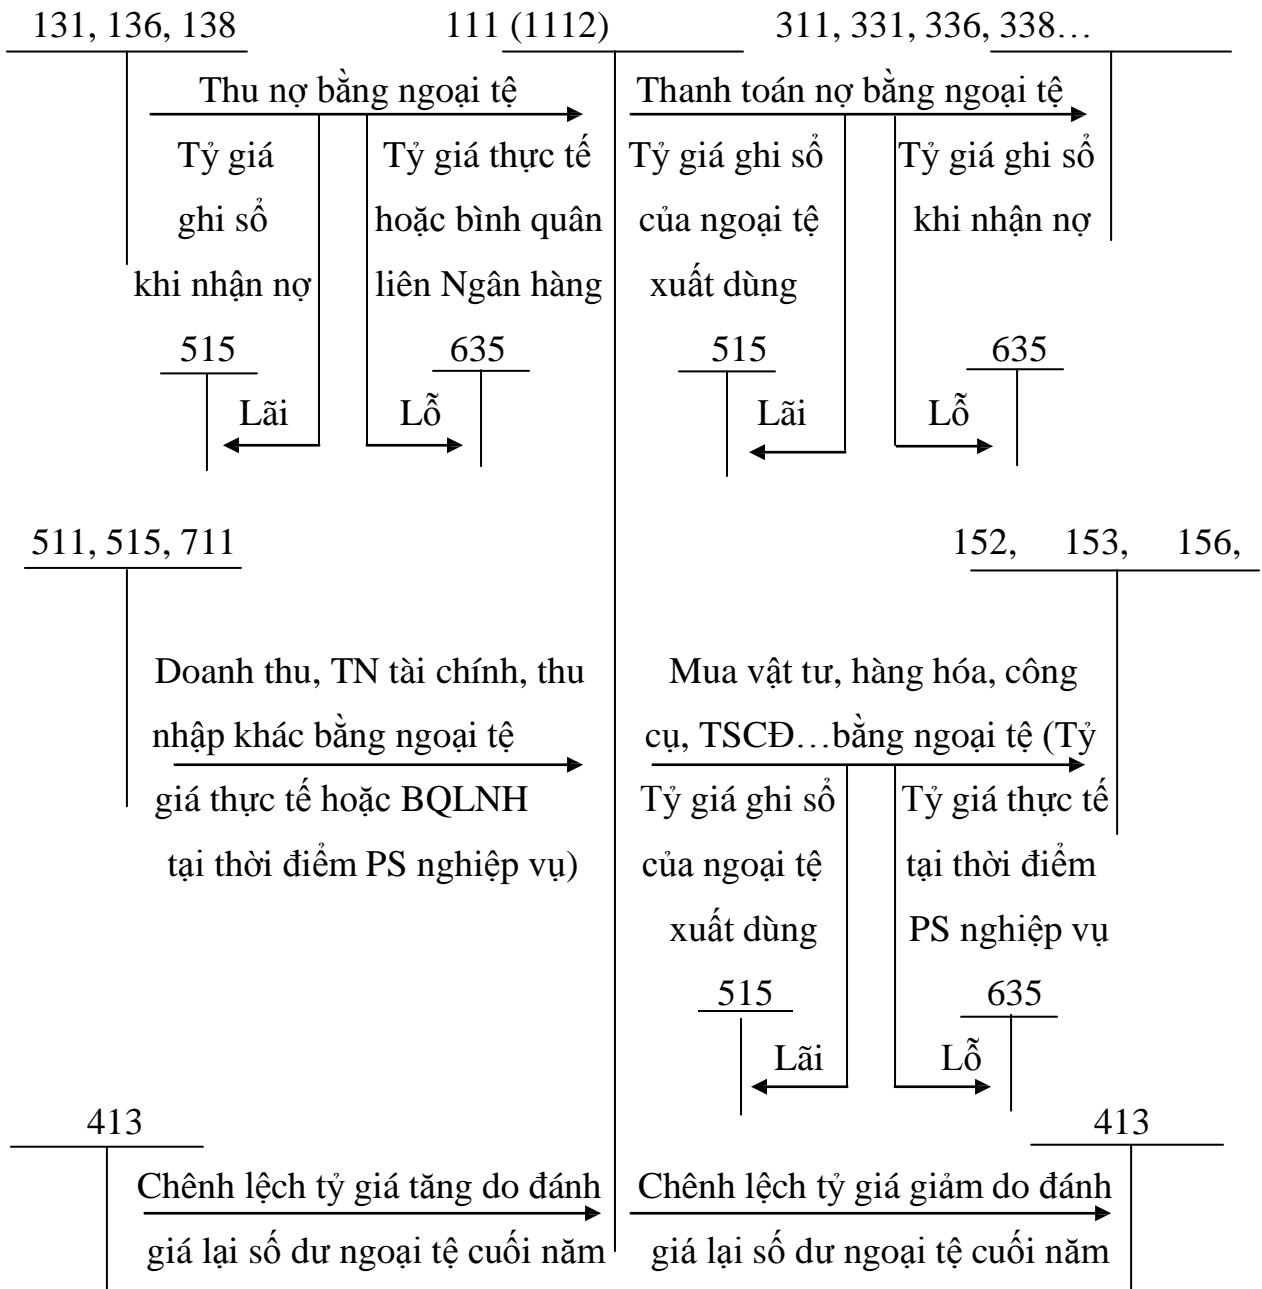 131, 136, 138
111 (1112)
311, 331, 336, 338…
Thu nợ bằng ngoại tệ
Thanh toán nợ bằng ngoại tệ
Tỷ giá
ghi sổ
khi nhận nợ
Tỷ giá thực tế
hoặc bình quân
liên Ngân hàng
Tỷ giá ghi sổ
của ngoại tệ
xuất dùng
Tỷ giá ghi sổ
khi nhận nợ
515
635
515
635
Lãi
Lỗ
Lãi
Lỗ
511, 515, 711
152, 153, 156,
Doanh thu, TN tài chính, thu
nhập khác bằng ngoại tệ
giá thực tế hoặc BQLNH
tại thời điểm PS nghiệp vụ)
Mua vật tư, hàng hóa, công
cụ, TSCĐ…bằng ngoại tệ (Tỷ
Tỷ giá ghi sổ
của ngoại tệ
xuất dùng
Tỷ giá thực tế
tại thời điểm
PS nghiệp vụ
515
635
Lãi
Lỗ
413
413
Chênh lệch tỷ giá tăng do đánh
giá lại số dư ngoại tệ cuối năm
Chênh lệch tỷ giá giảm do đánh
giá lại số dư ngoại tệ cuối năm